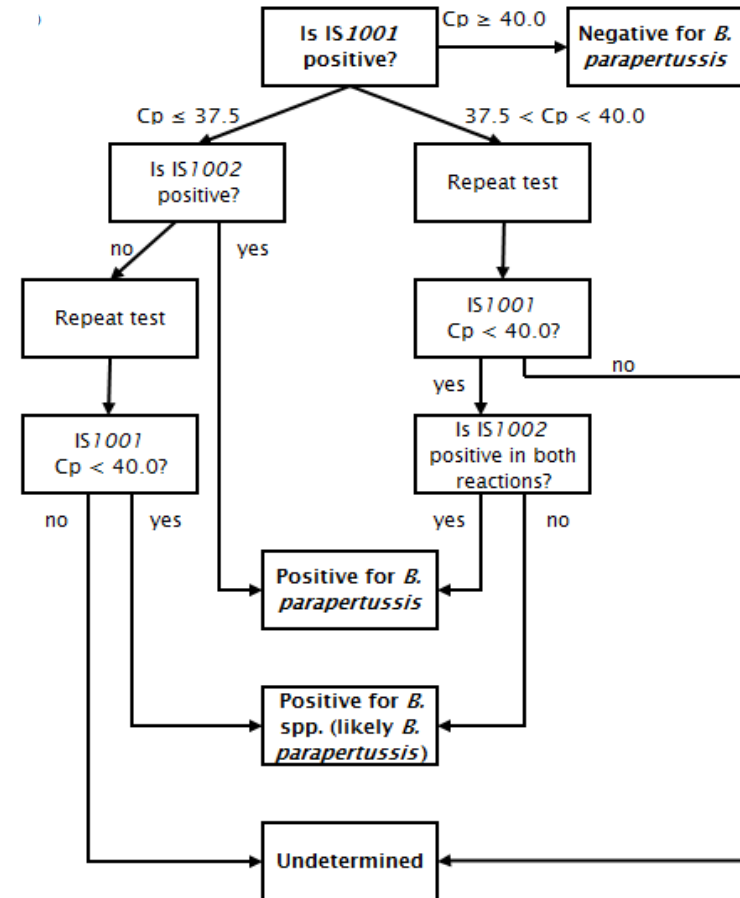 )
Is IS1001
positive?
Cp ≥ 40.0
Negative for B.
parapertussis
Cp ≤ 37.5
37.5 < Cp < 40.0
Is IS1002
positive?
Repeat test
no
yes
Repeat test
IS1001
Cp < 40.0?
yes
no
IS1001
Cp < 40.0?
Is IS1002
positive in both
reactions?
no
yes
yes
no
Positive for B.
parapertussis
Positive for B.
spp. (likely B.
parapertussis)
Undetermined